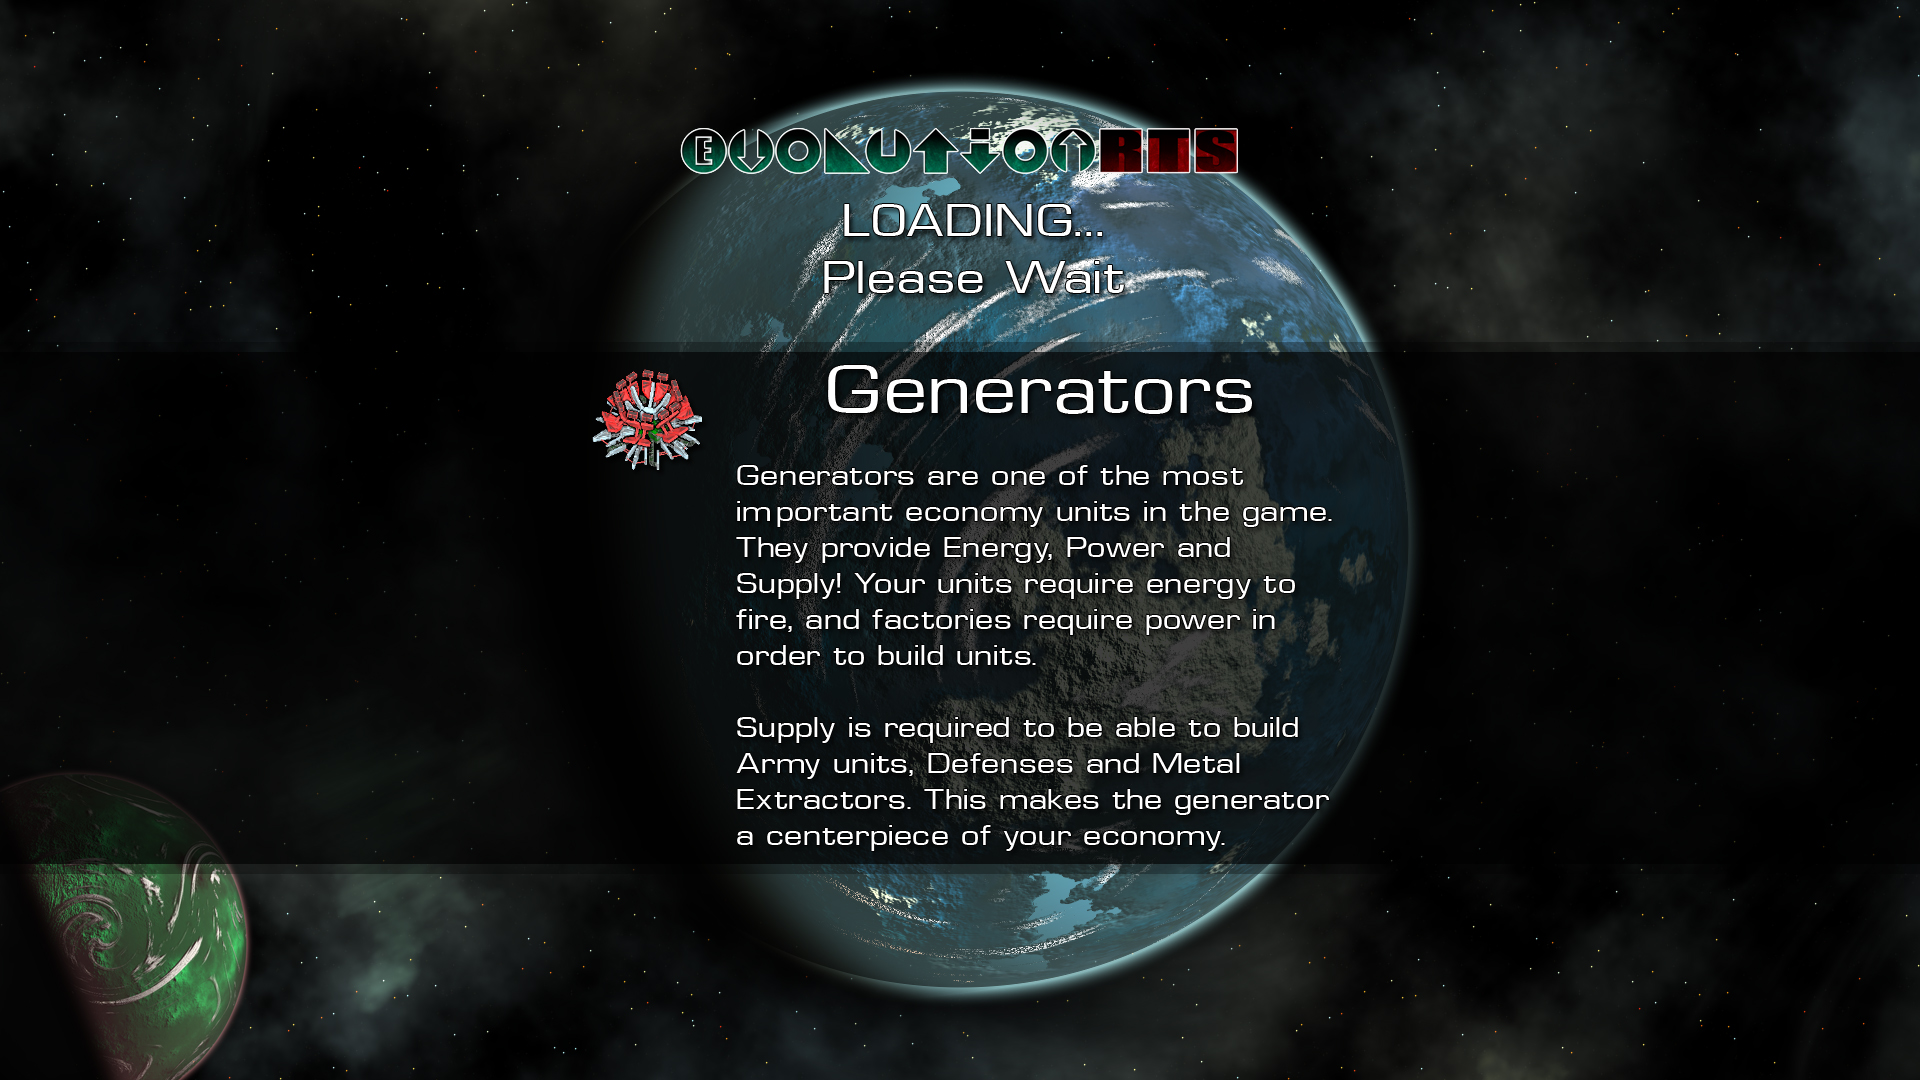 EVOLUTIONRTS
LOADING...
Please Wait
Generators
Generators are one of the most
important economy units in the game.
They provide Energy, Power and
Supply! Your units require energy to
fire, and factories require power in
order to build units.
Supply is required to be able to build
Army units, Defenses and Metal
Extractors. This makes the generator
a centerpiece of your economy.